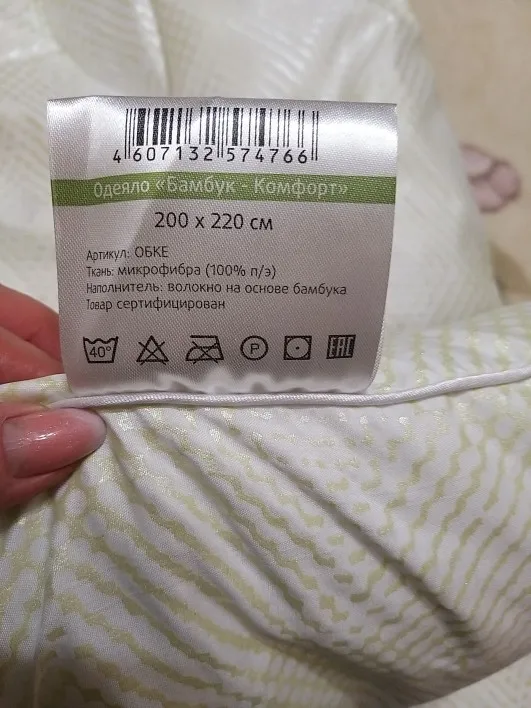 4 607132 574766
Одеяло «Бамбук - Комфорт»
200 x 220 см
Артикул: ОБКЕ
Ткань: микрофибра (100% п/э)
Наполнитель: волокно на основе бамбука
Товар сертифицирован
40° P EAC